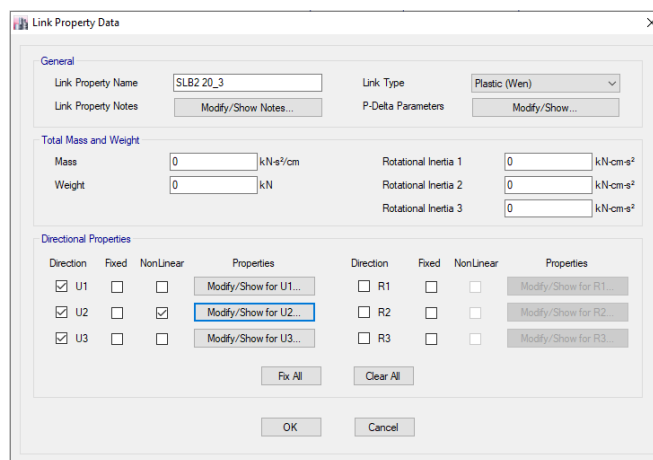 Link Property Data
General
Link Property Name SLB2 20_3 Link Type Plastic (Wen)
Link Property Notes Modify/Show Notes... P-Delta Parameters Modify/Show...
Total Mass and Weight
Mass 0 kN-s²/cm Rotational Inertia 1 0 kN-cm-s²
Weight 0 kN Rotational Inertia 2 0 kN-cm-s²
Rotational Inertia 3 0 kN-cm-s²
Directional Properties
Direction Fixed NonLinear Properties Direction Fixed NonLinear Properties
U1 Modify/Show for U1... R1 Modify/Show for R1...
U2 Modify/Show for U2... R2 Modify/Show for R2...
U3 Modify/Show for U3... R3 Modify/Show for R3...
Fix All Clear All
OK Cancel